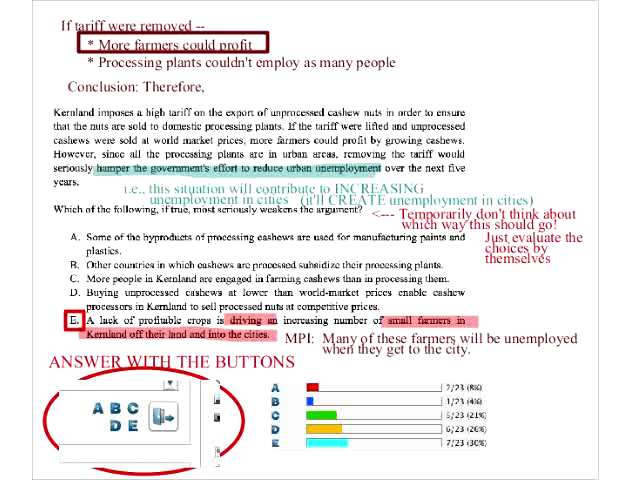 If tariff were removed --
* More farmers could profit
* Processing plants couldn't employ as many people
Conclusion: Therefore,
Kernland imposes a high tariff on the export of unprocessed cashew nuts in order to ensure
that the nuts are sold to domestic processing plants. If the tariff were lifted and unprocessed
cashews were sold at world market prices, more farmers could profit by growing cashews.
However, since all the processing plants are in urban areas, removing the tariff would
seriously hamper the government's effort to reduce urban unemployment over the next five
years.
i.e., this situation will contribute to INCREASING
unemployment in cities (it'll CREATE unemployment in cities)
Which of the following, if true, most seriously weakens the argument?
<--- Temporarily don't think about
which way this should go!
Just evaluate the
choices by
themselves
A. Some of the byproducts of processing cashews are used for manufacturing paints and
plastics.
B. Other countries in which cashews are processed subsidize their processing plants.
C. More people in Kernland are engaged in farming cashews than in processing them.
D. Buying unprocessed cashews at lower than world-market prices enable cashew
processors in Kernland to sell processed nuts at competitive prices.
E. A lack of profitable crops is driving an increasing number of small farmers in
Kernland off their land and into the cities.
MPI: Many of these farmers will be unemployed
when they get to the city.
ANSWER WITH THE BUTTONS
A B C
D E
A 2/23 (8%)
B 1/23 (4%)
C 5/23 (21%)
D 6/23 (26%)
E 7/23 (30%)